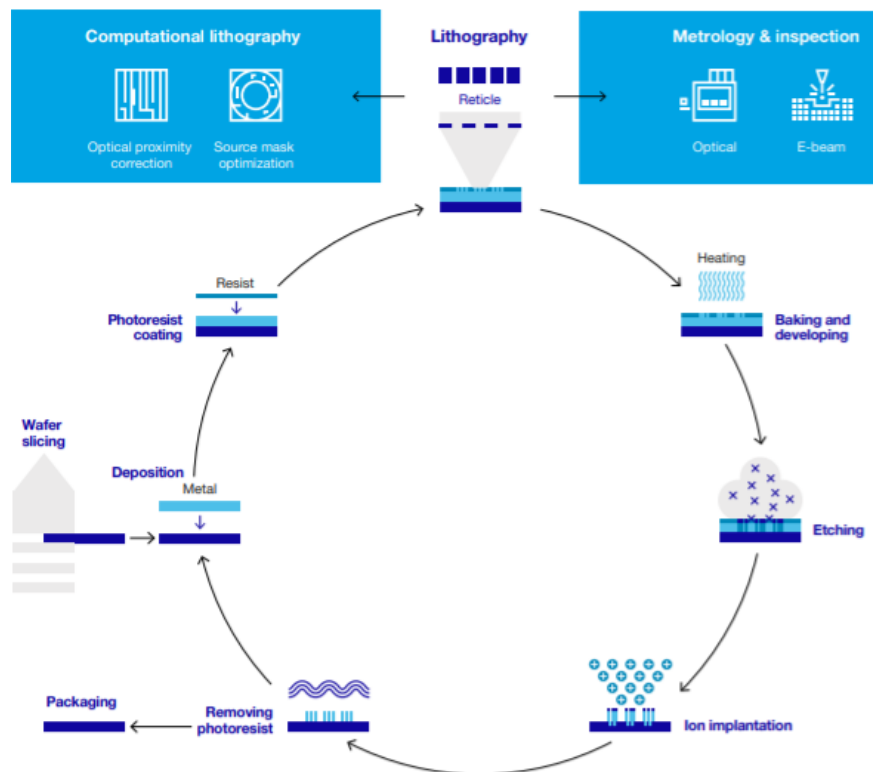 Computational lithography
Optical proximity
correction
Source mask
optimization
Lithography
Reticle
Metrology & inspection
Optical
E-beam
Heating
Baking and
developing
Etching
Ion implantation
Removing
photoresist
Packaging
Wafer
slicing
Deposition
Metal
Resist
Photoresist
coating